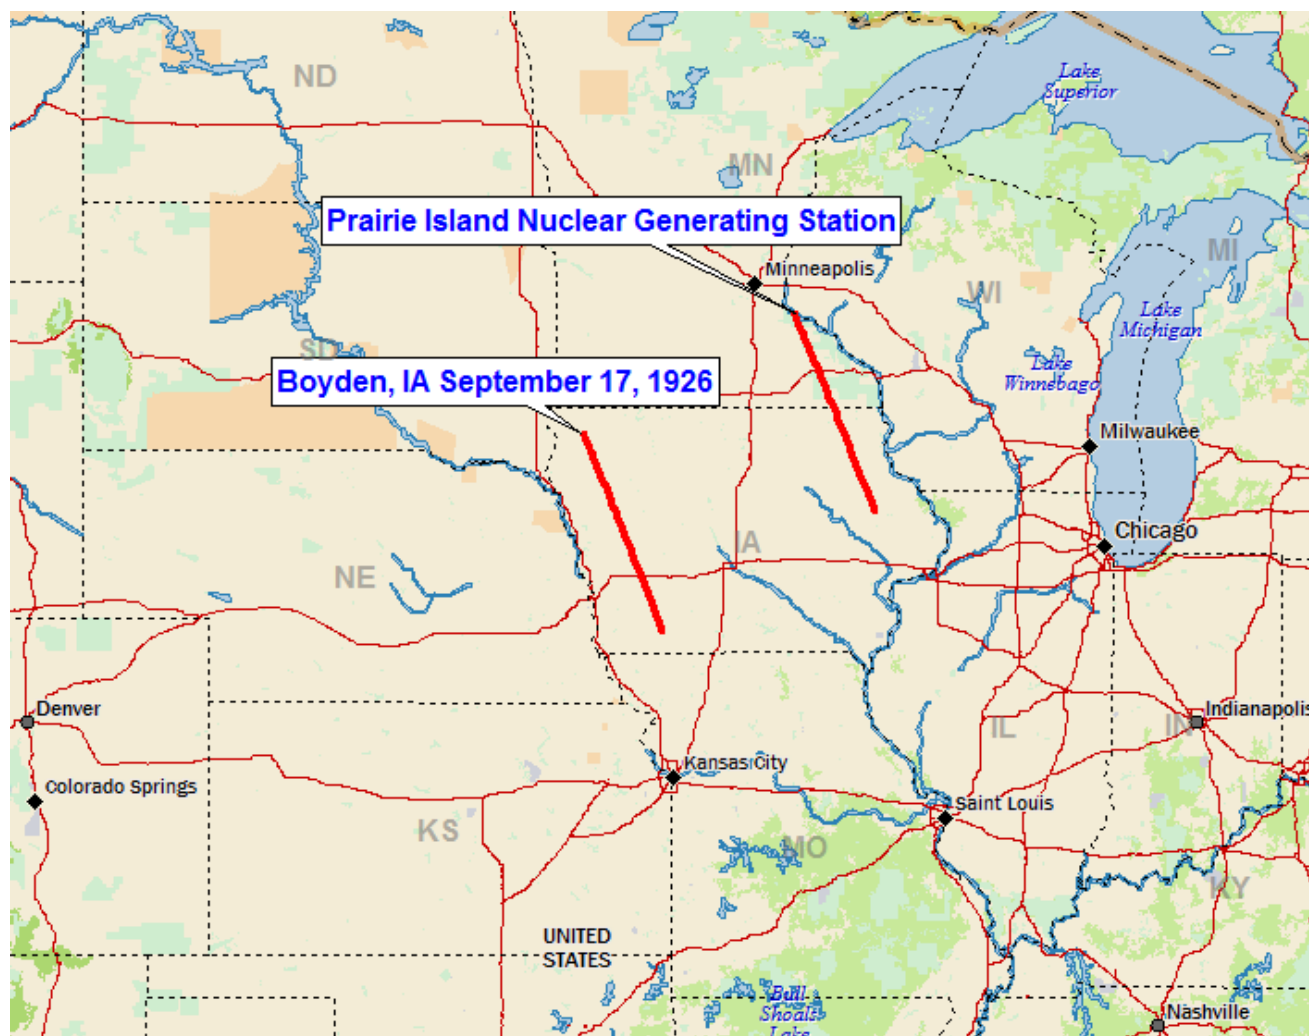 ND
Lake
Superior
MN
Prairie Island Nuclear Generating Station
MI
Minneapolis
WI
Lake
Michigan
SD
Lake
Winnebago
Boyden, IA September 17, 1926
Milwaukee
Chicago
IA
NE
Denver
Indianapolis
IL
IN
Kansas City
Colorado Springs
Saint Louis
KS
MO
KY
UNITED
STATES
Bull
Shoals
Lake
Nashville